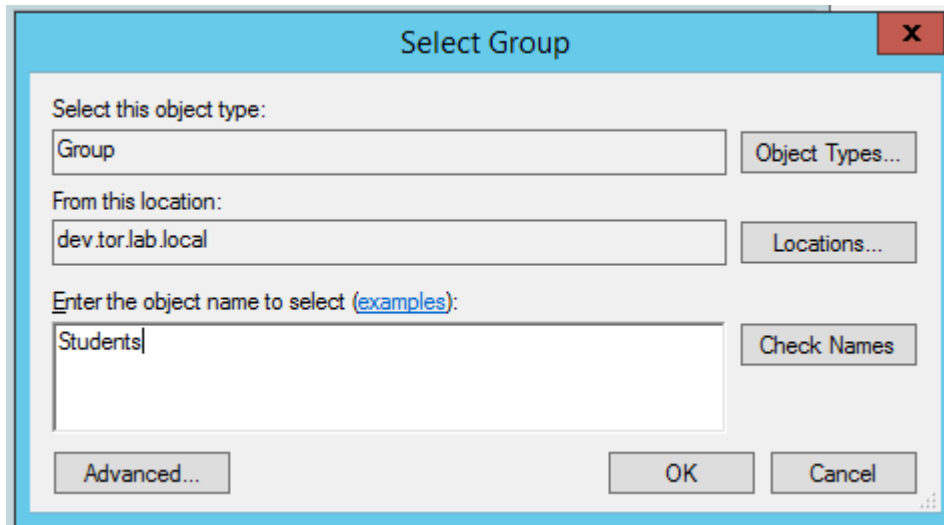 Select Group
x
Select this object type:
Group
Object Types...
From this location:
dev.tor.lab.local
Locations...
Enter the object name to select (examples):
Students
Check Names
Advanced...
OK
Cancel